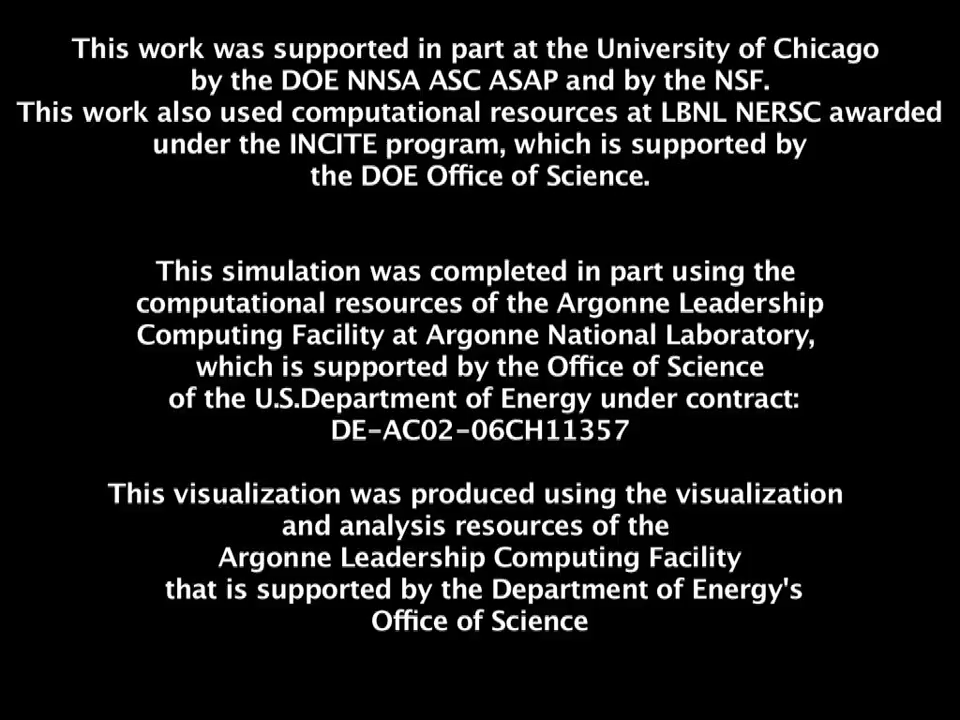 This work was supported in part at the University of Chicago
by the DOE NNSA ASC ASAP and by the NSF.
This work also used computational resources at LBNL NERSC awarded
under the INCITE program, which is supported by
the DOE Office of Science.
This simulation was completed in part using the
computational resources of the Argonne Leadership
Computing Facility at Argonne National Laboratory,
which is supported by the Office of Science
of the U.S.Department of Energy under contract:
DE-AC02-06CH11357
This visualization was produced using the visualization
and analysis resources of the
Argonne Leadership Computing Facility
that is supported by the Department of Energy's
Office of Science